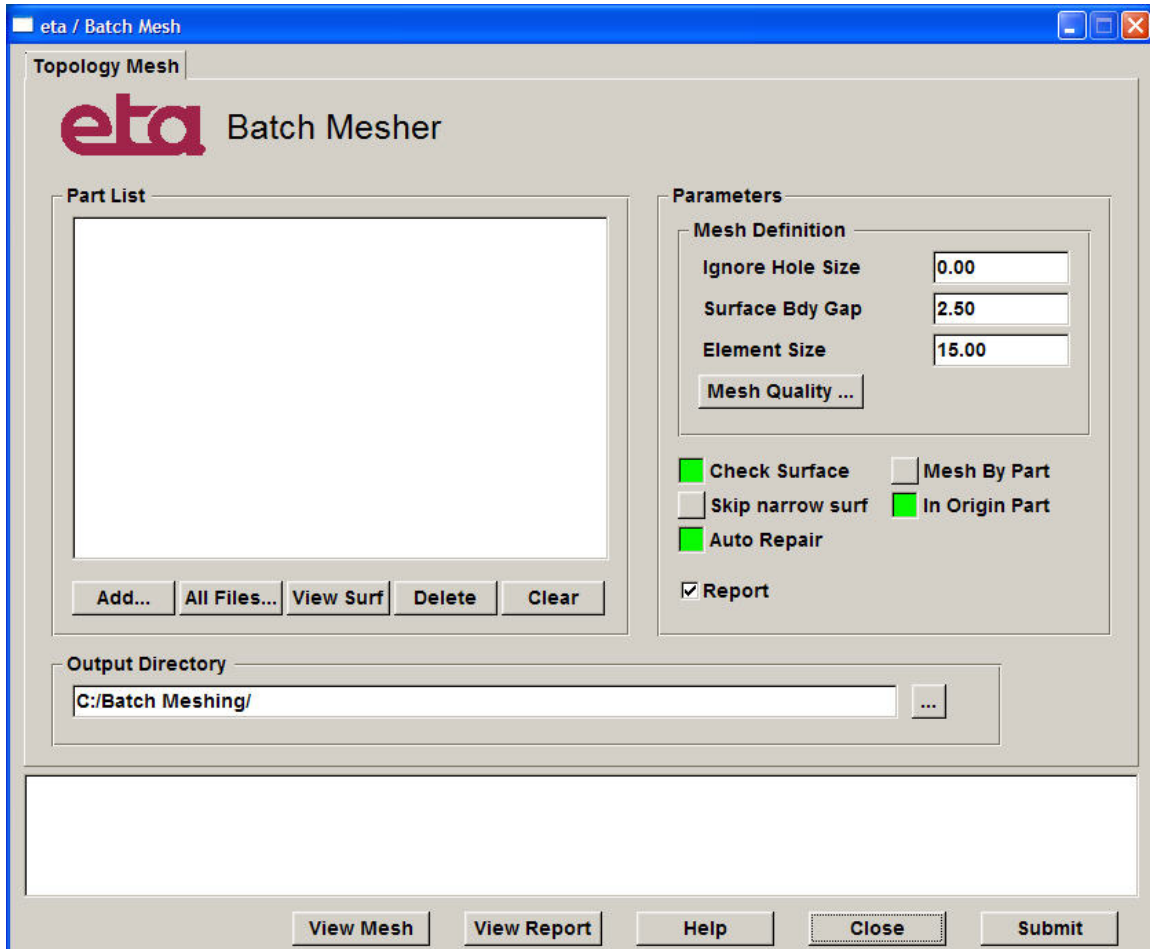 eta / Batch Mesh
Topology Mesh
eta Batch Mesher
Part List
Add... All Files... View Surf Delete Clear
Parameters
Mesh Definition
Ignore Hole Size 0.00
Surface Bdy Gap 2.50
Element Size 15.00
Mesh Quality ...
Check Surface Mesh By Part
Skip narrow surf In Origin Part
Auto Repair
Report
Output Directory
C:/Batch Meshing/ ...
View Mesh View Report Help Close Submit